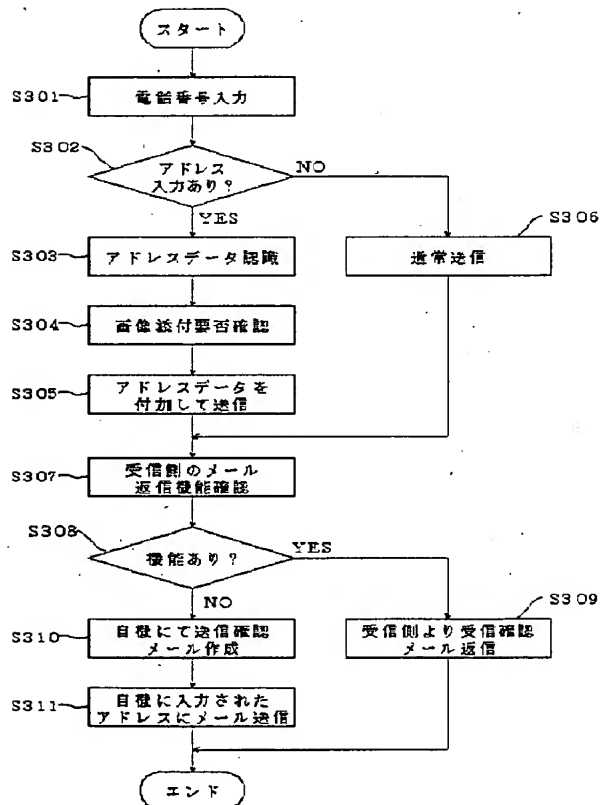 スタート
S301
電話番号入力
S302
アドレス
入力あり?
NO
YES
S303
アドレスデータ認識
S306
通常送信
S304
画像添付要否確認
S305
アドレスデータを
付加して送信
S307
受信側のメール
返信機能確認
S308
機能あり?
YES
NO
S309
受信側より受信確認
メール返信
S310
自機にて送信確認
メール作成
S311
自機に入力された
アドレスにメール送信
エンド